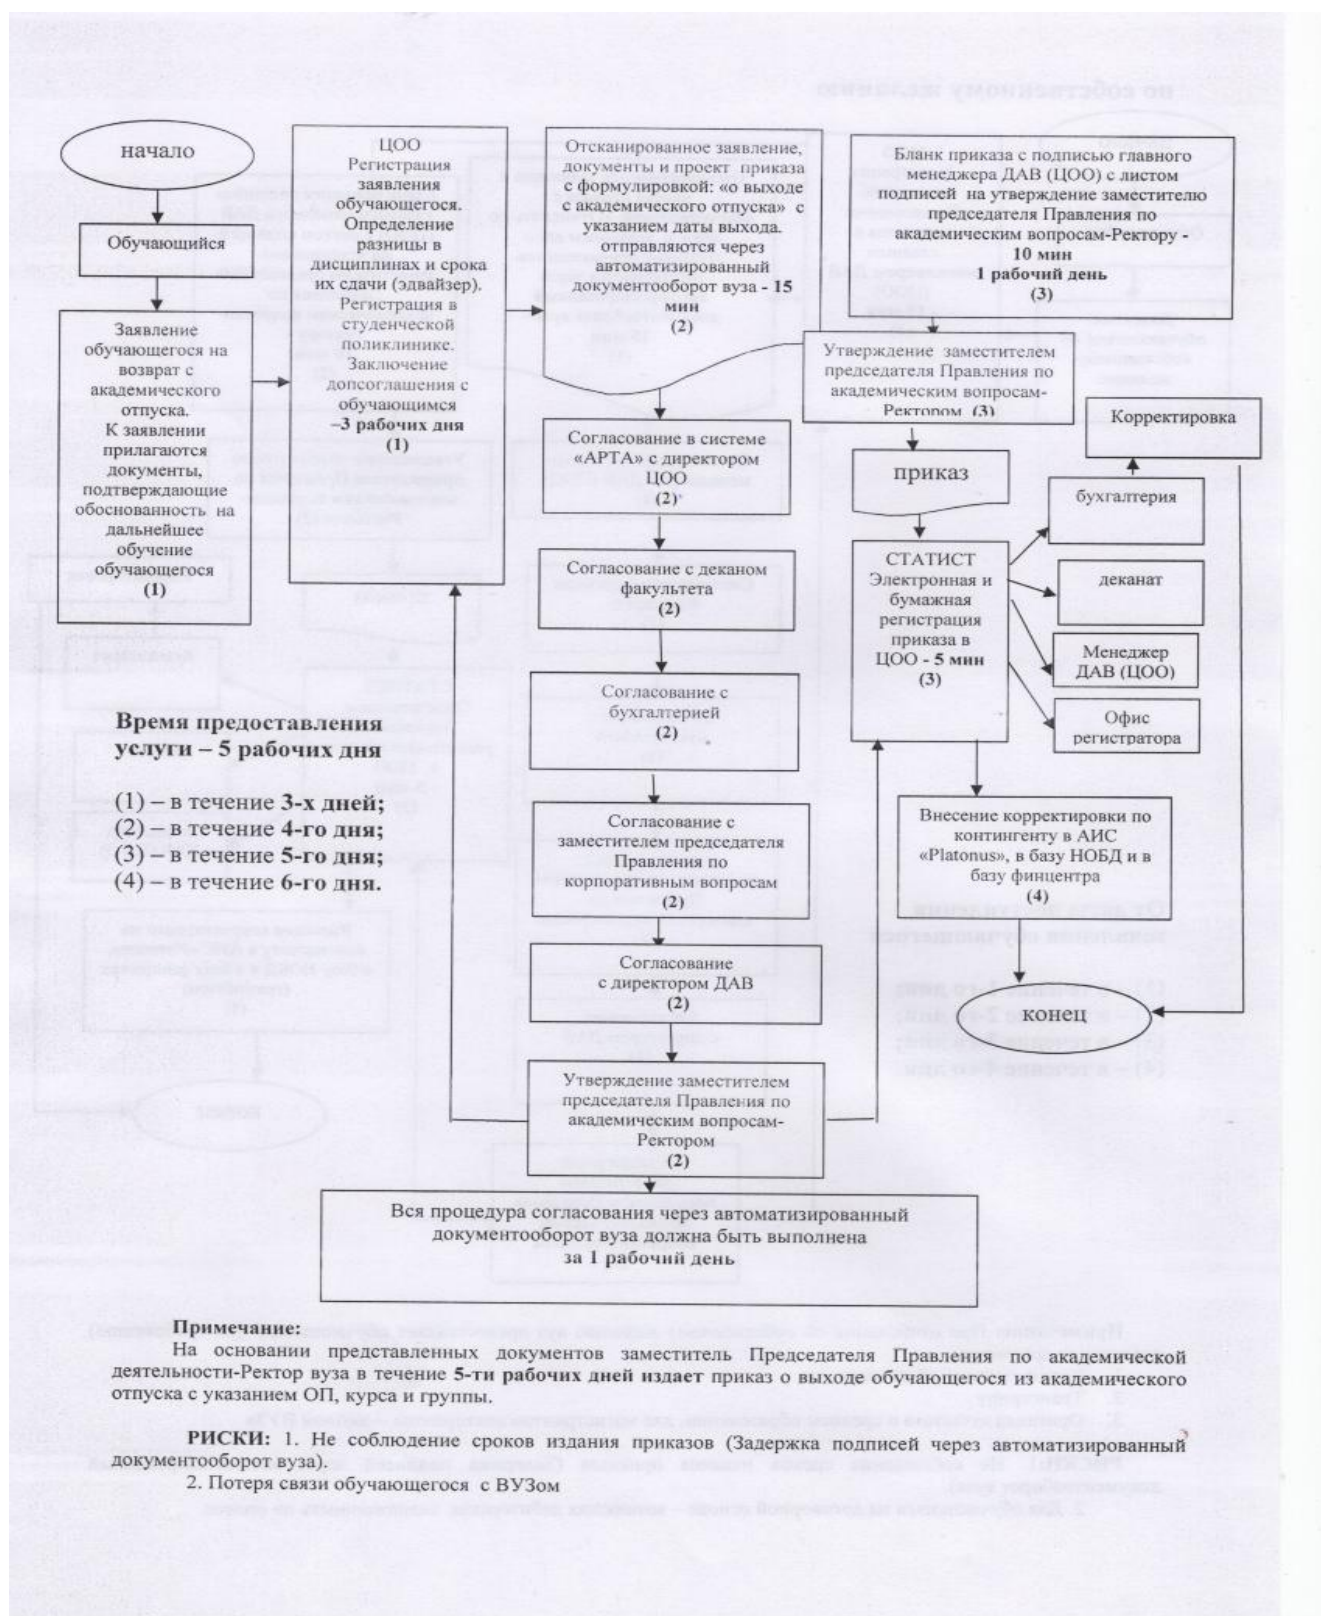 начало
Обучающийся
Заявление
обучающегося на
возврат с
академического
отпуска.
К заявлении
прилагаются
документы,
подтверждающие
обоснованность на
дальнейшее
обучение
обучающегося
(1)
ЦОО
Регистрация
заявления
обучающегося.
Определение
разницы в
дисциплинах и срока
их сдачи (эдвайзер).
Регистрация в
студенческой
поликлинике.
Заключение
допсоглашения с
обучающимся
–3 рабочих дня
(1)
Отсканированное заявление,
документы и проект приказа
с формулировкой: «о выходе
с академического отпуска» с
указанием даты выхода.
отправляются через
автоматизированный
документооборот вуза - 15
мин
(2)
Согласование в системе
«АРТА» с директором
ЦОО
(2)
Согласование с деканом
факультета
(2)
Согласование с
бухгалтерией
(2)
Согласование с
заместителем председателя
Правления по
корпоративным вопросам
(2)
Согласование
с директором ДАВ
(2)
Утверждение заместителем
председателя Правления по
академическим вопросам-
Ректором
(2)
Вся процедура согласования через автоматизированный
документооборот вуза должна быть выполнена
за 1 рабочий день
Бланк приказа с подписью главного
менеджера ДАВ (ЦОО) с листом
подписей на утверждение заместителю
председателя Правления по
академическим вопросам-Ректору -
10 мин
1 рабочий день
(3)
Утверждение заместителем
председателя Правления по
академическим вопросам-
Ректором (3)
приказ
СТАТИСТ
Электронная и
бумажная
регистрация
приказа в
ЦОО - 5 мин
(3)
Корректировка
бухгалтерия
деканат
Менеджер
ДАВ (ЦОО)
Офис
регистратора
Внесение корректировки по
контингенту в АИС
«Platonus», в базу НОБД и в
базу финцентра
(4)
конец
Время предоставления
услуги – 5 рабочих дня
(1) – в течение 3-х дней;
(2) – в течение 4-го дня;
(3) – в течение 5-го дня;
(4) – в течение 6-го дня.
Примечание:
На основании представленных документов заместитель Председателя Правления по академической
деятельности-Ректор вуза в течение 5-ти рабочих дней издает приказ о выходе обучающегося из академического
отпуска с указанием ОП, курса и группы.
РИСКИ: 1. Не соблюдение сроков издания приказов (Задержка подписей через автоматизированный
документооборот вуза).
2. Потеря связи обучающегося с ВУЗом